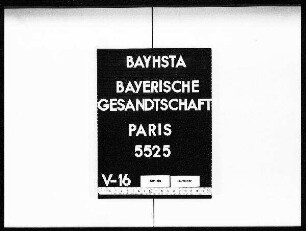 BAYHSTA
BAYERISCHE
GESANDTSCHAFT
PARIS
5525
V-16